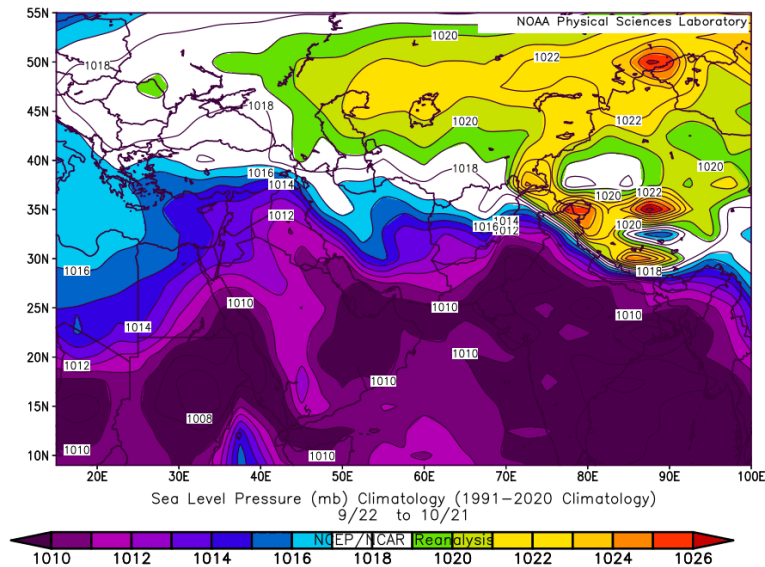 NOAA Physical Sciences Laboratory
55N
50N
45N
40N
35N
30N
25N
20N
15N
10N
1020
1022
1018
1018
1020
1020
1016
1014
1018
1020
1022
1012
1014
1016
1012
1020
1018
1016
1010
1010
1010
1014
1010
1012
1010
1008
1010
1010
20E
30E
40E
50E
60E
70E
80E
90E
100E
Sea Level Pressure (mb) Climatology (1991-2020 Climatology)
9/22 to 10/21
NCEP/NCAR Reanalysis
1010
1012
1014
1016
1018
1020
1022
1024
1026